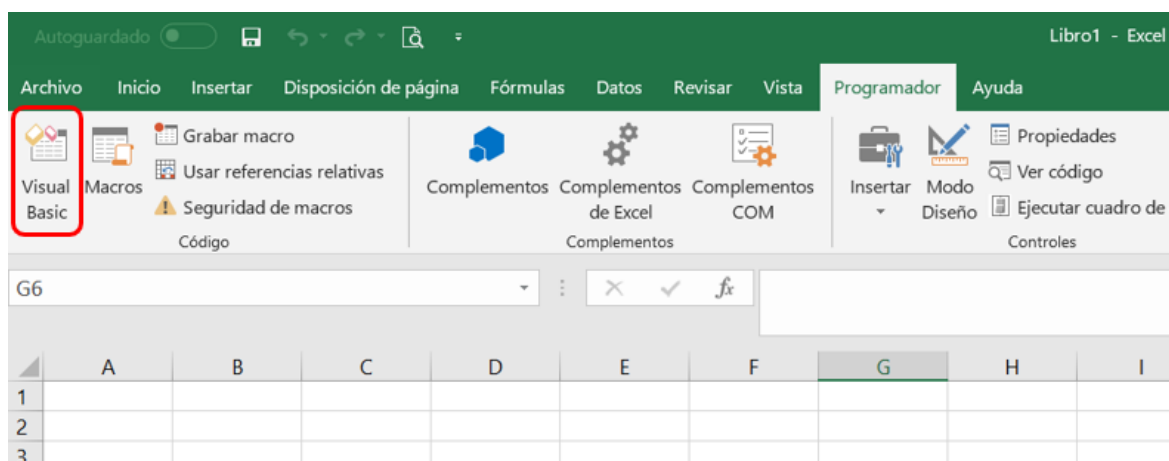 Autoguardado
Libro1 - Excel
Archivo Inicio Insertar Disposición de página Fórmulas Datos Revisar Vista Programador Ayuda
Visual Basic
Macros
Grabar macro
Usar referencias relativas
Seguridad de macros
Código
Complementos
Complementos de Excel
Complementos COM
Complementos
Insertar
Modo Diseño
Propiedades
Ver código
Ejecutar cuadro de
Controles
G6
fx
A B C D E F G H I
1
2
3